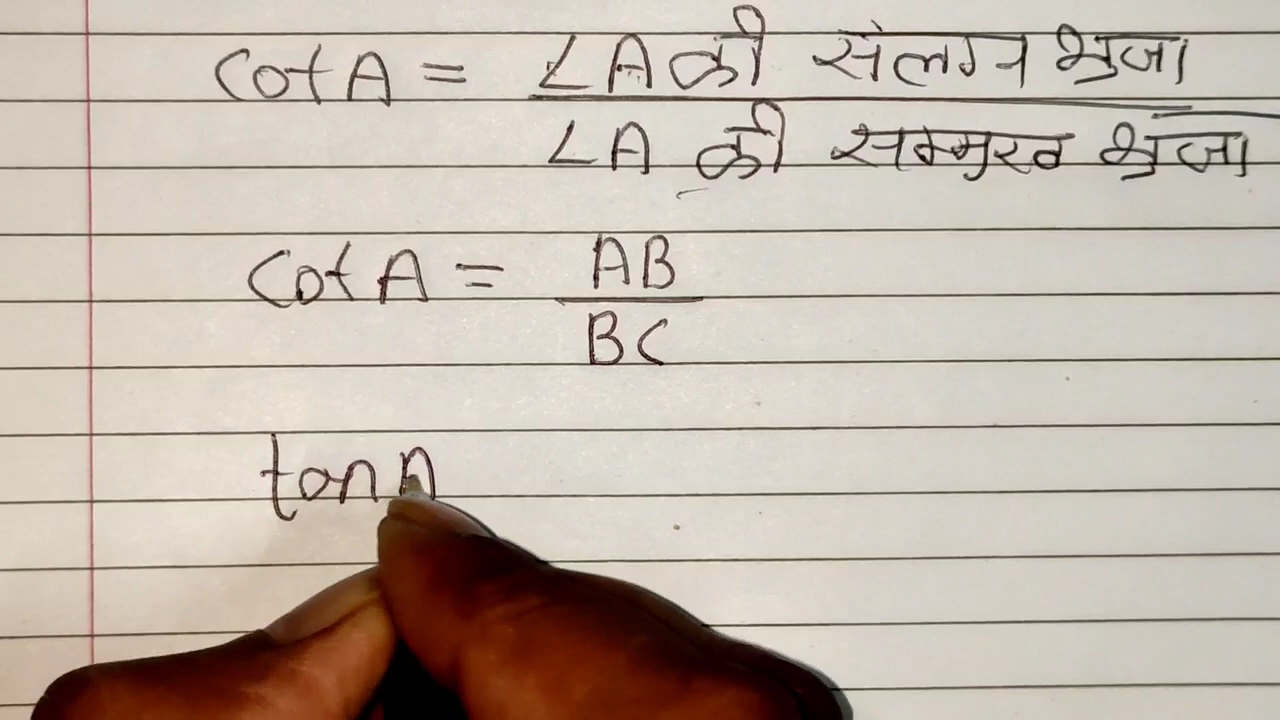 cot A = ∠A की संलग्न भुजा
∠A की सम्मुख भुजा
cot A = AB
BC
tan A